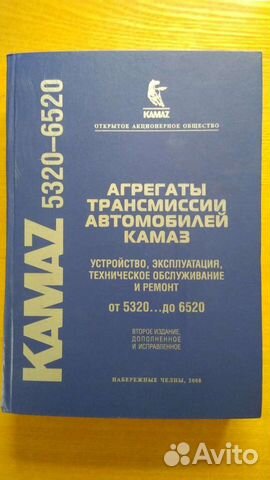 KAMAZ
ОТКРЫТОЕ АКЦИОНЕРНОЕ ОБЩЕСТВО
KAMAZ 5320–6520
АГРЕГАТЫ
ТРАНСМИССИИ
АВТОМОБИЛЕЙ
КАМАЗ
УСТРОЙСТВО, ЭКСПЛУАТАЦИЯ,
ТЕХНИЧЕСКОЕ ОБСЛУЖИВАНИЕ
И РЕМОНТ
от 5320...до 6520
ВТОРОЕ ИЗДАНИЕ,
ДОПОЛНЕННОЕ
И ИСПРАВЛЕННОЕ
НАБЕРЕЖНЫЕ ЧЕЛНЫ, 2008
Avito